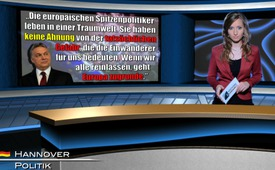 „Die europäischen Spitzenpolitiker
leben in einer Traumwelt. Sie haben
keine Ahnung von der tatsächlichen
Gefahr, die die Einwanderer
für uns bedeuten. Wenn wir
alle reinlassen, geht
Europa zugrunde."
HANNOVER
POLITIK